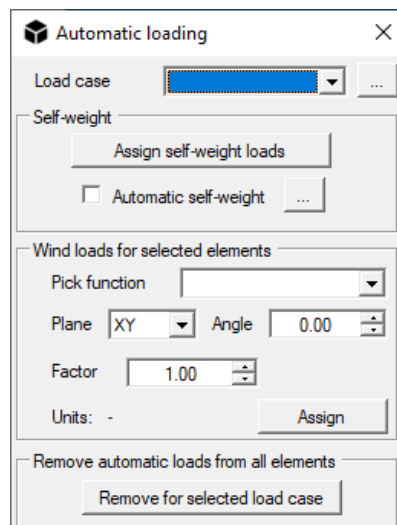 Automatic loading
Load case ...
Self-weight
Assign self-weight loads
Automatic self-weight ...
Wind loads for selected elements
Pick function
Plane XY Angle 0.00
Factor 1.00
Units: - Assign
Remove automatic loads from all elements
Remove for selected load case